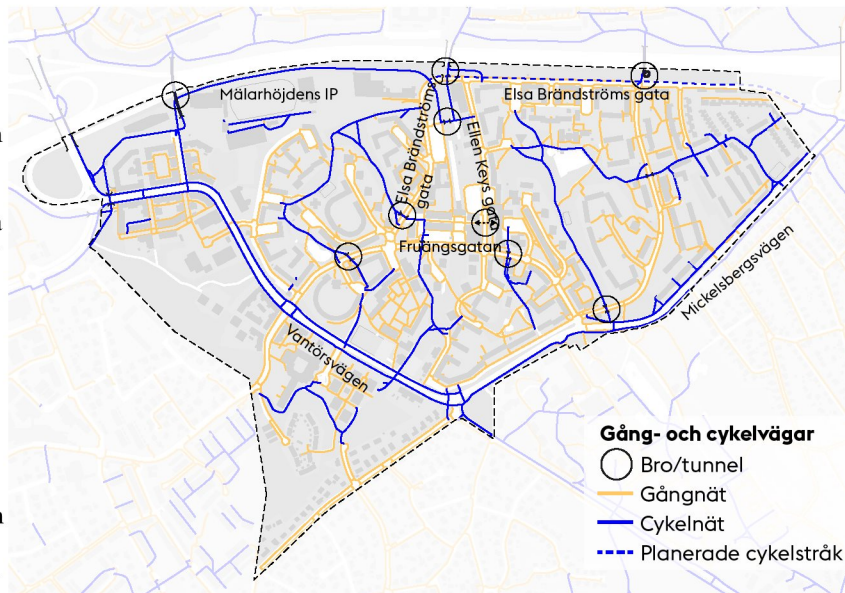 Mälarhöjdens IP
Elsa Brändströms
gata
Ellen Keys gata
Elsa Brändströms gata
Fruängsgatan
Mickelsbergsvägen
Vantörsvägen
Gång- och cykelvägar
Bro/tunnel
Gångnät
Cykelnät
Planerade cykelstråk